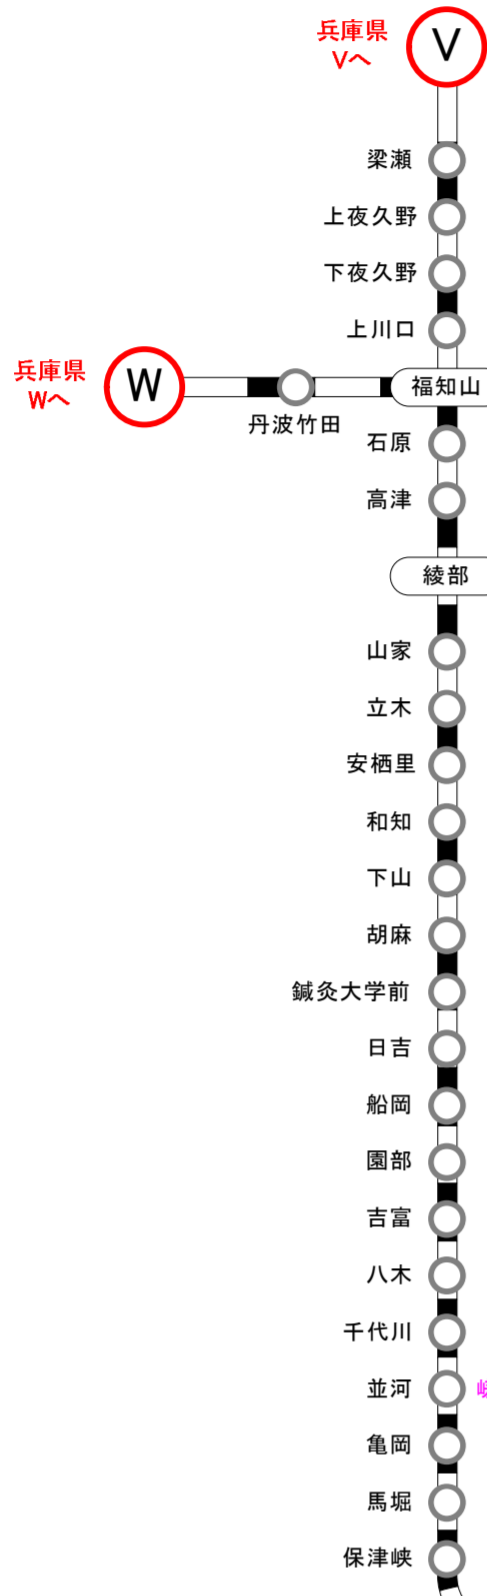 兵庫県
Vへ
V
梁瀬
上夜久野
下夜久野
上川口
兵庫県
Wへ
W
福知山
丹波竹田
石原
高津
綾部
山家
立木
安栖里
和知
下山
胡麻
鍼灸大学前
日吉
船岡
園部
吉富
八木
千代川
並河
亀岡
馬堀
保津峡